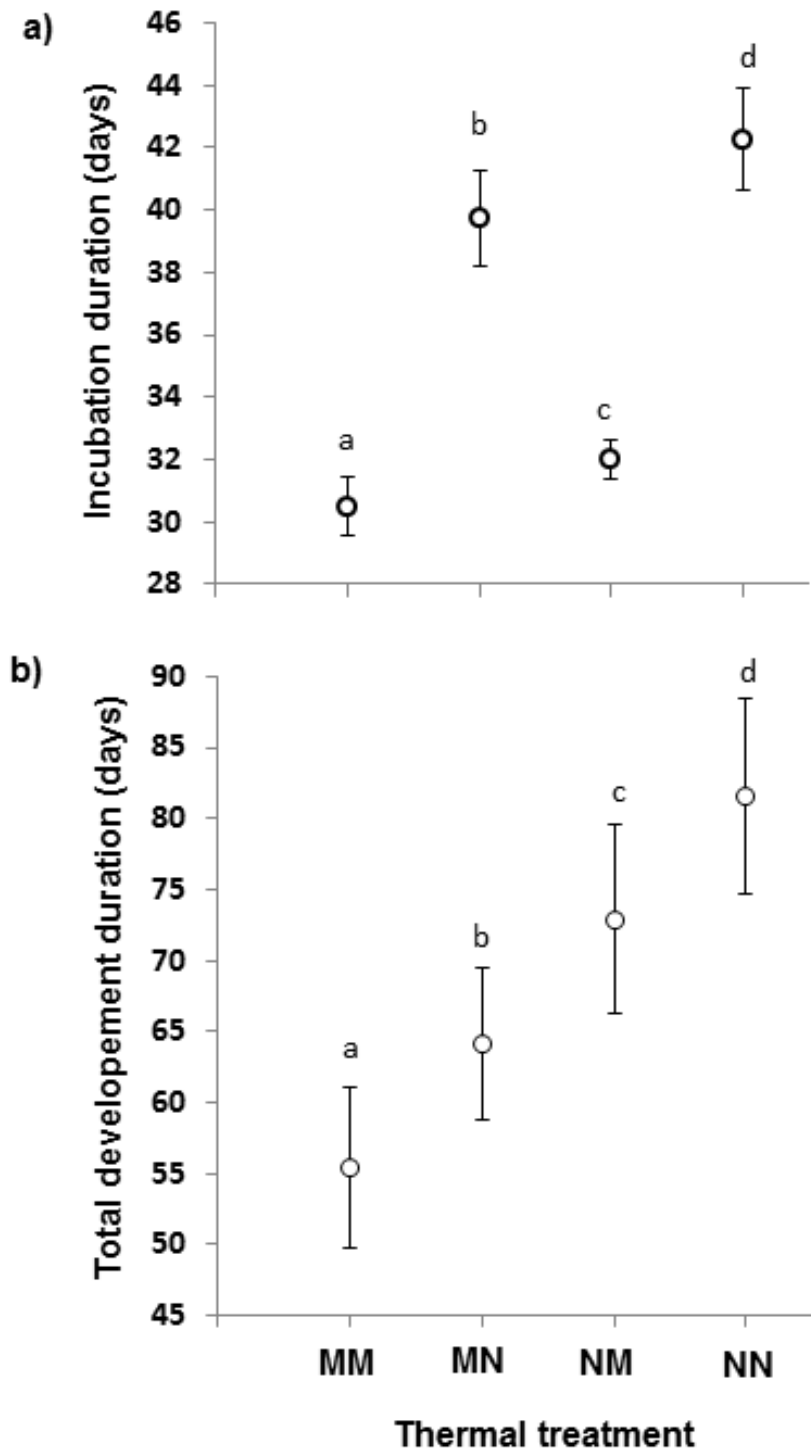 a)
Incubation duration (days)
46
44
42
40
38
36
34
32
30
28
a
b
c
d
b)
Total developement duration (days)
90
85
80
75
70
65
60
55
50
45
a
b
c
d
MM MN NM NN
Thermal treatment